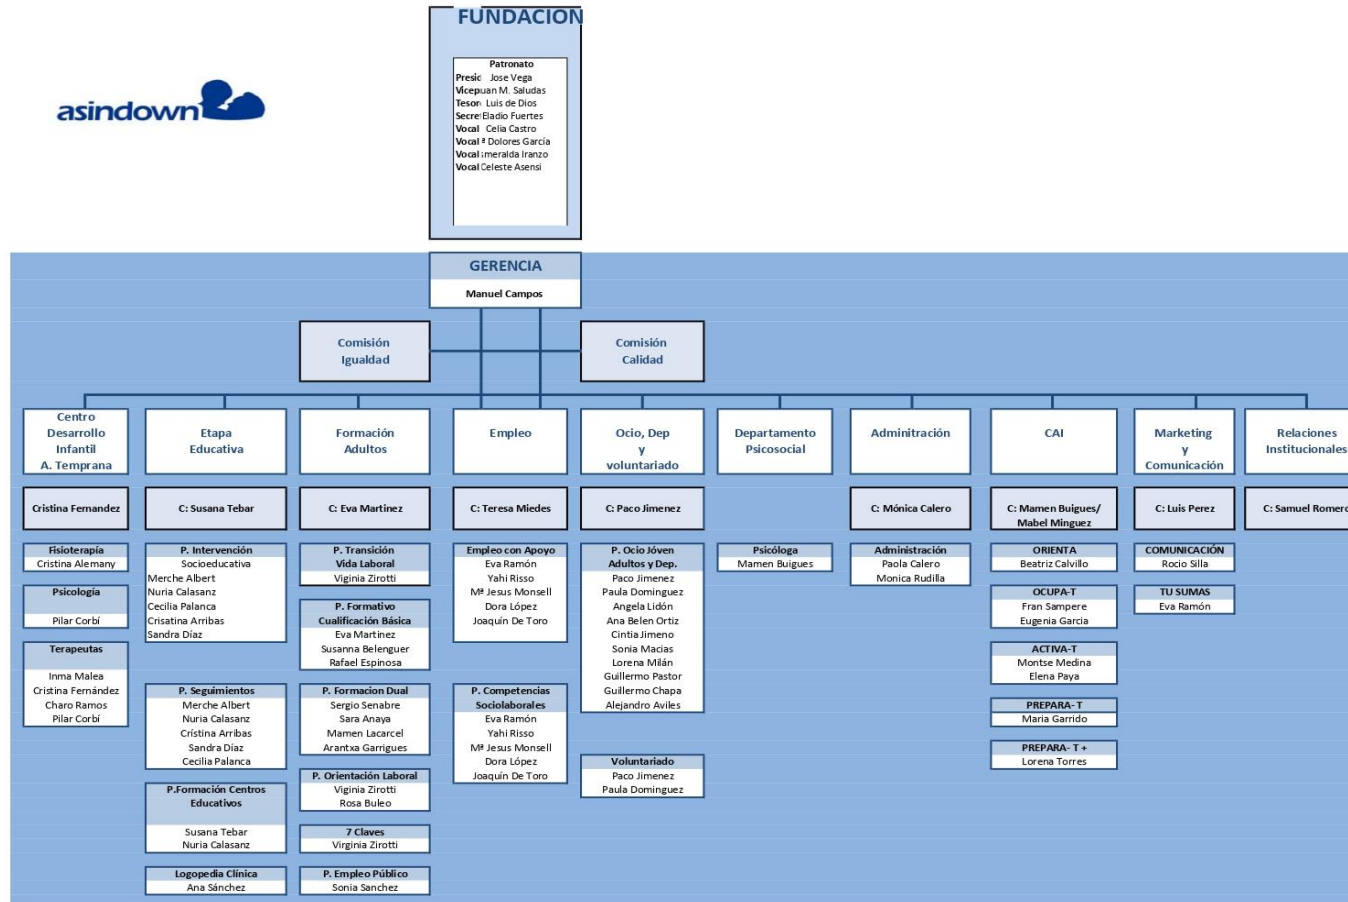 FUNDACION
asindown
Patronato
Presid Jose Vega
Vicep uan M. Saludas
Tesor Luis de Dios
Secre Eladio Fuertes
Vocal Celia Castro
Vocal ª Dolores García
Vocal meralda Iranzo
Vocal Celeste Asensi
GERENCIA
Manuel Campos
Comisión
Igualdad
Comisión
Calidad
Centro
Desarrollo
Infantil
A. Temprana
Cristina Fernandez
Fisioterapía
Cristina Alemany
Psicología
Pilar Corbí
Terapeutas
Inma Malea
Cristina Fernández
Charo Ramos
Pilar Corbí
Etapa
Educativa
C: Susana Tebar
P. Intervención
Socioeducativa
Merche Albert
Nuria Calasanz
Cecilia Palanca
Crisatina Arribas
Sandra Díaz
P. Seguimientos
Merche Albert
Nuria Calasanz
Crístina Arribas
Sandra Díaz
Cecilia Palanca
P.Formación Centros
Educativos
Susana Tebar
Nuria Calasanz
Logopedia Clínica
Ana Sánchez
Formación
Adultos
C: Eva Martinez
P. Transición
Vida Laboral
Viginia Zirotti
P. Formativo
Cualificación Básica
Eva Martinez
Susanna Belenguer
Rafael Espinosa
P. Formacion Dual
Sergio Senabre
Sara Anaya
Mamen Lacarcel
Arantxa Garrigues
P. Orientación Laboral
Viginia Zirotti
Rosa Buleo
7 Claves
Virginia Zirotti
P. Empleo Público
Sonia Sanchez
Empleo
C: Teresa Miedes
Empleo con Apoyo
Eva Ramón
Yahi Risso
Mª Jesus Monsell
Dora López
Joaquín De Toro
P. Competencias
Sociolaborales
Eva Ramón
Yahi Risso
Mª Jesus Monsell
Dora López
Joaquín De Toro
Ocio, Dep
y
voluntariado
C: Paco Jimenez
P. Ocio Jóven
Adultos y Dep.
Paco Jimenez
Paula Dominguez
Angela Lidón
Ana Belen Ortiz
Cintia Jimeno
Sonia Macias
Lorena Milán
Guillermo Pastor
Guillermo Chapa
Alejandro Aviles
Voluntariado
Paco Jimenez
Paula Dominguez
Departamento
Psicosocial
Psicóloga
Mamen Buigues
Adminitración
C: Mónica Calero
Administración
Paola Calero
Monica Rudilla
CAI
C: Mamen Buigues/
Mabel Minguez
ORIENTA
Beatriz Calvillo
OCUPA-T
Fran Sampere
Eugenia Garcia
ACTIVA-T
Montse Medina
Elena Paya
PREPARA- T
Maria Garrido
PREPARA- T +
Lorena Torres
Marketing
y
Comunicación
C: Luis Perez
COMUNICACIÓN
Rocio Silla
TU SUMAS
Eva Ramón
Relaciones
Institucionales
C: Samuel Romero